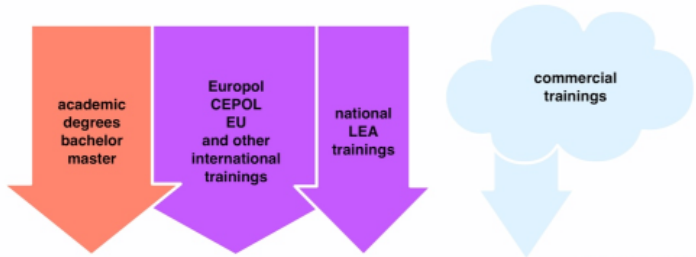 academic
degrees
bachelor
master
Europol
CEPOL
EU
and other
international
trainings
national
LEA
trainings
commercial
trainings